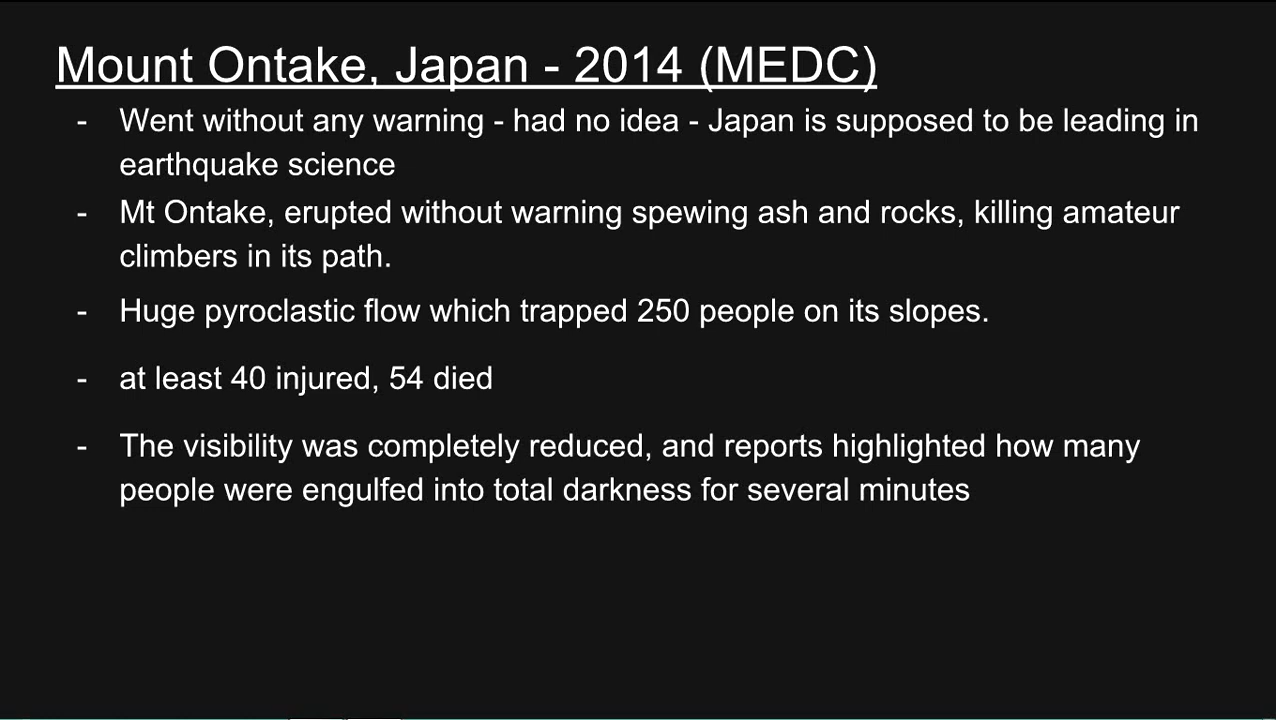 Mount Ontake, Japan - 2014 (MEDC)
- Went without any warning - had no idea - Japan is supposed to be leading in
earthquake science
- Mt Ontake, erupted without warning spewing ash and rocks, killing amateur
climbers in its path.
- Huge pyroclastic flow which trapped 250 people on its slopes.
- at least 40 injured, 54 died
- The visibility was completely reduced, and reports highlighted how many
people were engulfed into total darkness for several minutes